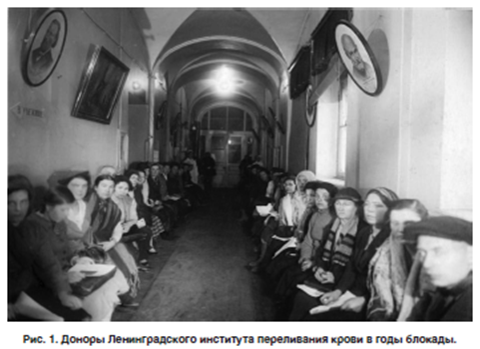 Рис. 1. Доноры Ленинградского института переливания крови в годы блокады.